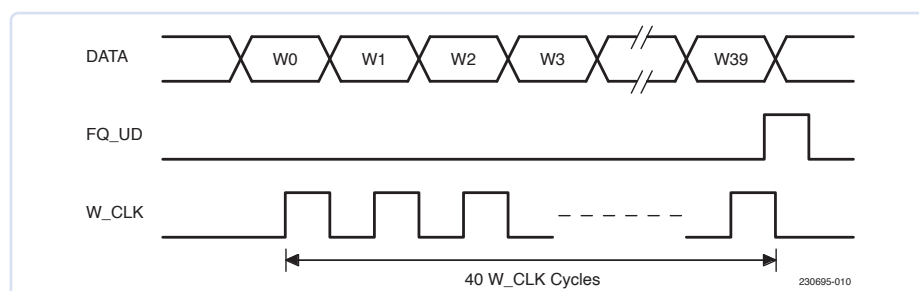 DATA W0 W1 W2 W3 W39
FQ_UD
W_CLK
40 W_CLK Cycles
230695-010